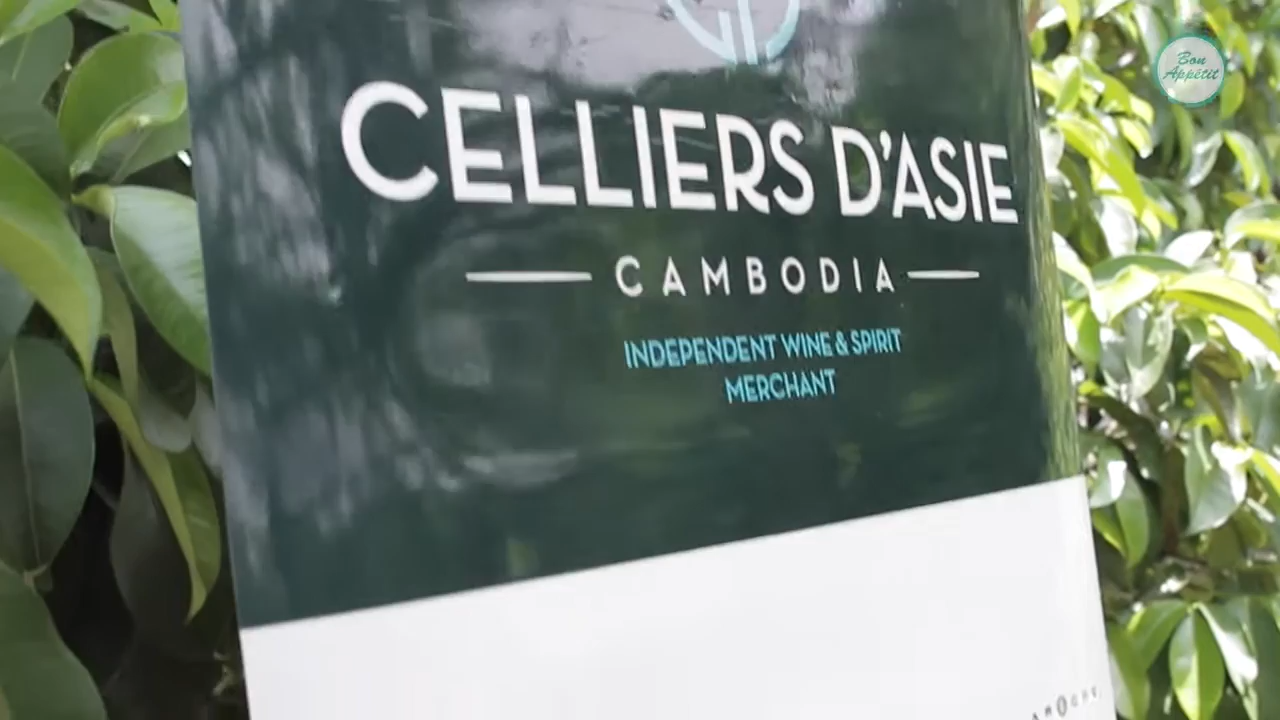 Bon
Appétit
CELLIERS D'ASIE
CAMBODIA
INDEPENDENT WINE & SPIRIT
MERCHANT